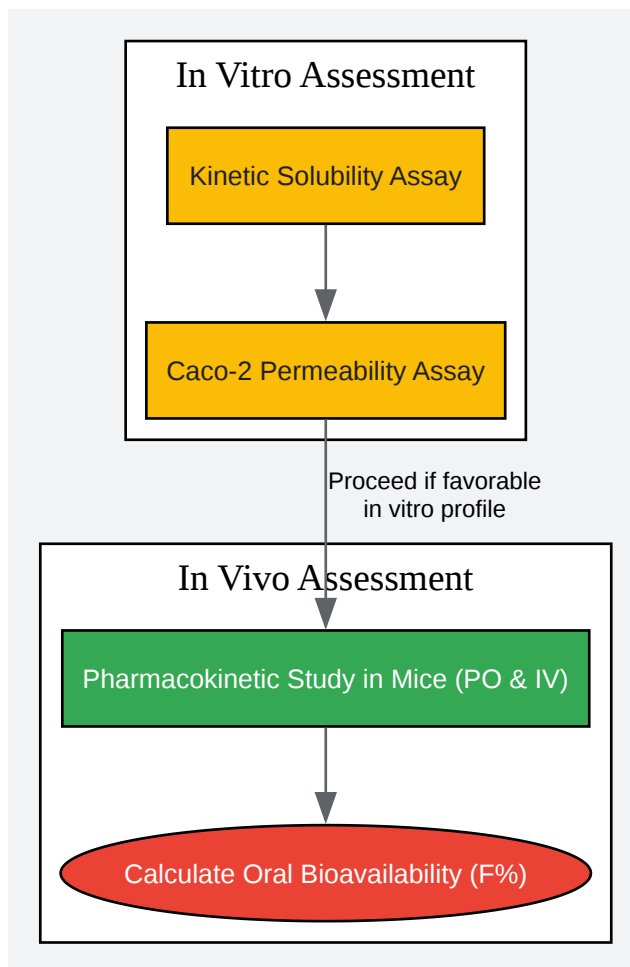 In Vitro Assessment
Kinetic Solubility Assay
Caco-2 Permeability Assay
Proceed if favorable
in vitro profile
In Vivo Assessment
Pharmacokinetic Study in Mice (PO & IV)
Calculate Oral Bioavailability (F%)